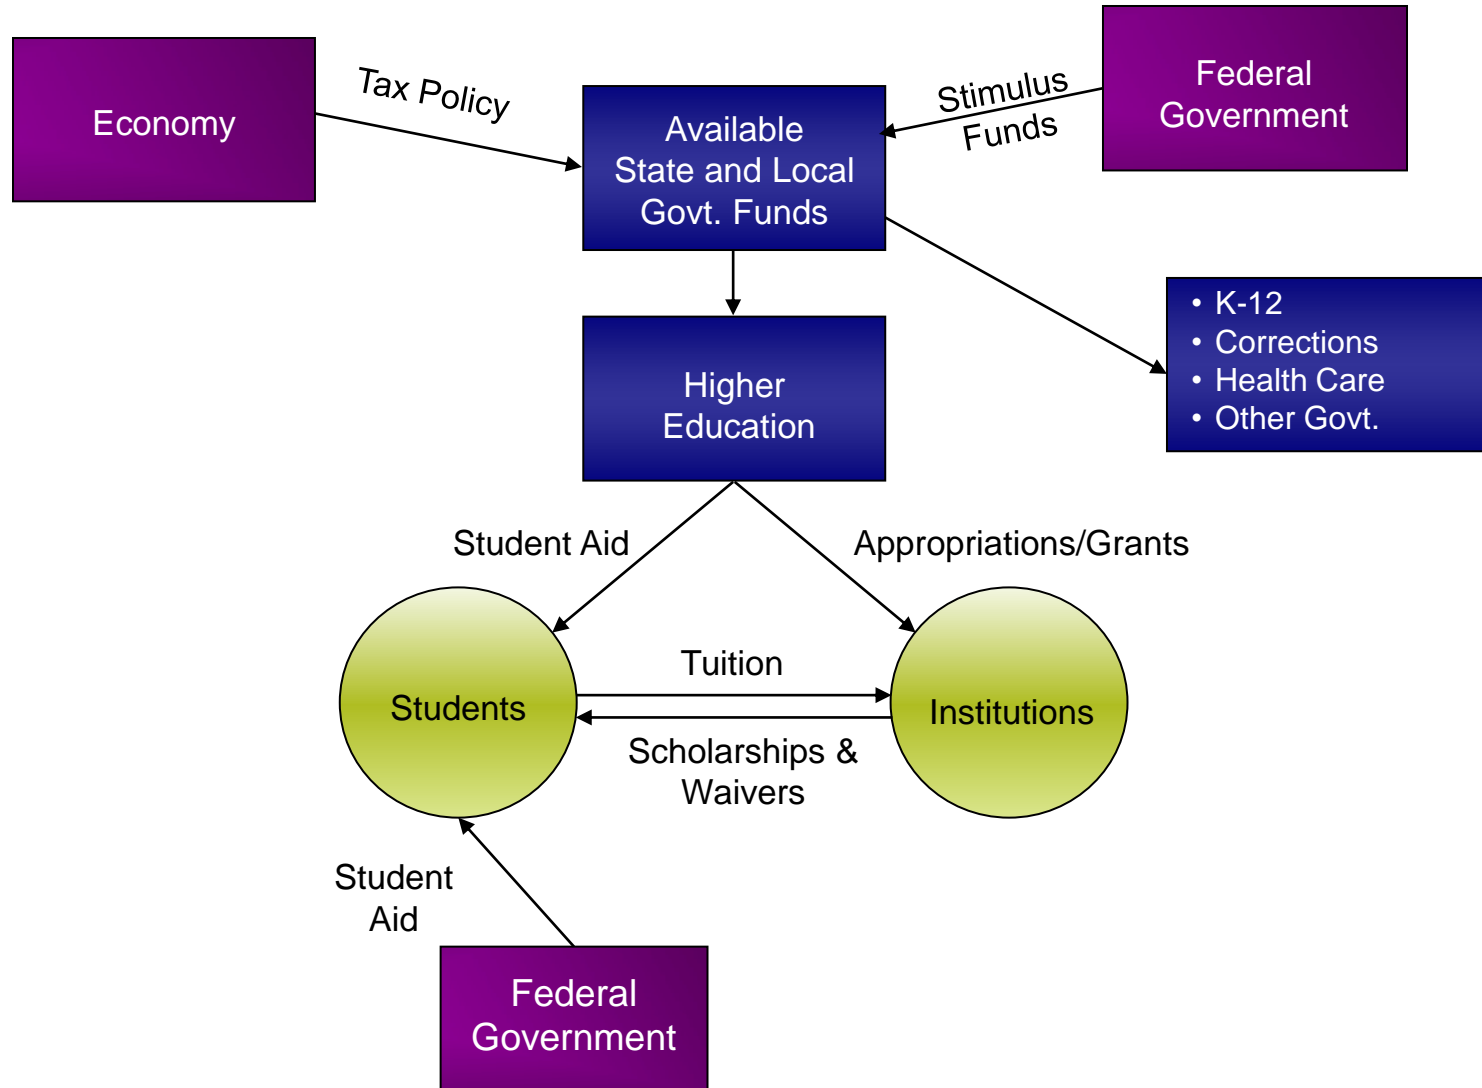 Economy
Tax Policy
Available
State and Local
Govt. Funds
Stimulus
Funds
Federal
Government
• K-12
• Corrections
• Health Care
• Other Govt.
Higher
Education
Student Aid
Appropriations/Grants
Students
Tuition
Scholarships &
Waivers
Institutions
Student
Aid
Federal
Government